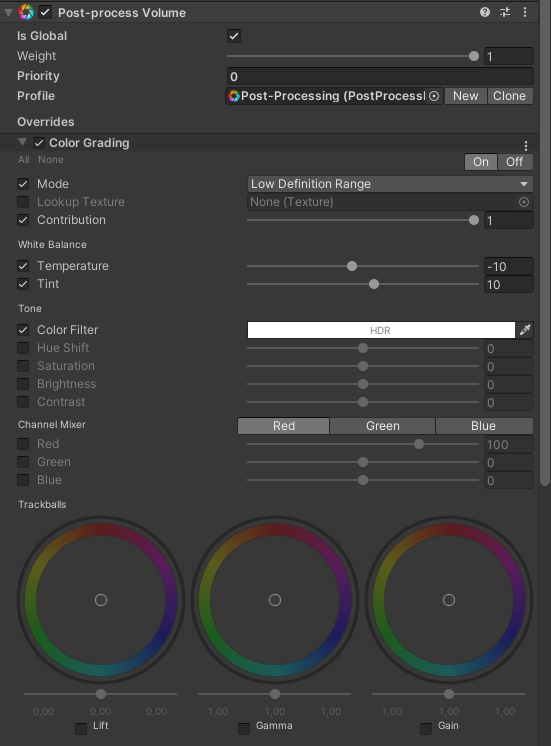 Post-process Volume
Is Global
Weight 1
Priority 0
Profile Post-Processing (PostProcessI New Clone
Overrides
Color Grading
All None On Off
Mode Low Definition Range
Lookup Texture None (Texture)
Contribution 1
White Balance
Temperature -10
Tint 10
Tone
Color Filter HDR
Hue Shift 0
Saturation 0
Brightness 0
Contrast 0
Channel Mixer Red Green Blue
Red 100
Green 0
Blue 0
Trackballs
0,00 0,00 0,00 1,00 1,00 1,00 1,00 1,00 1,00
Lift Gamma Gain